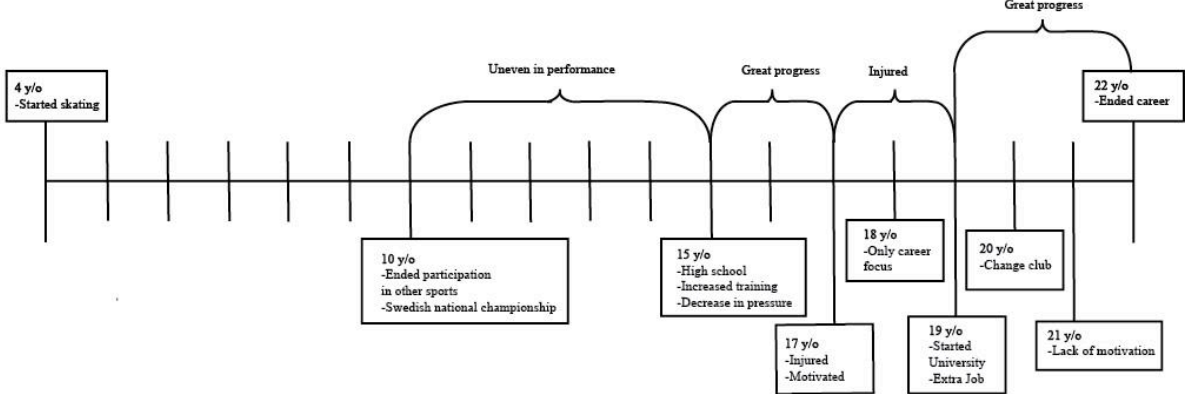 Great progress
Uneven in performance
Great progress
Injured
4 y/o
-Started skating
22 y/o
-Ended career
10 y/o
-Ended participation
in other sports
-Swedish national championship
15 y/o
-High school
-Increased training
-Decrease in pressure
17 y/o
-Injured
-Motivated
18 y/o
-Only career
focus
19 y/o
-Started
University
-Extra Job
20 y/o
-Change club
21 y/o
-Lack of motivation